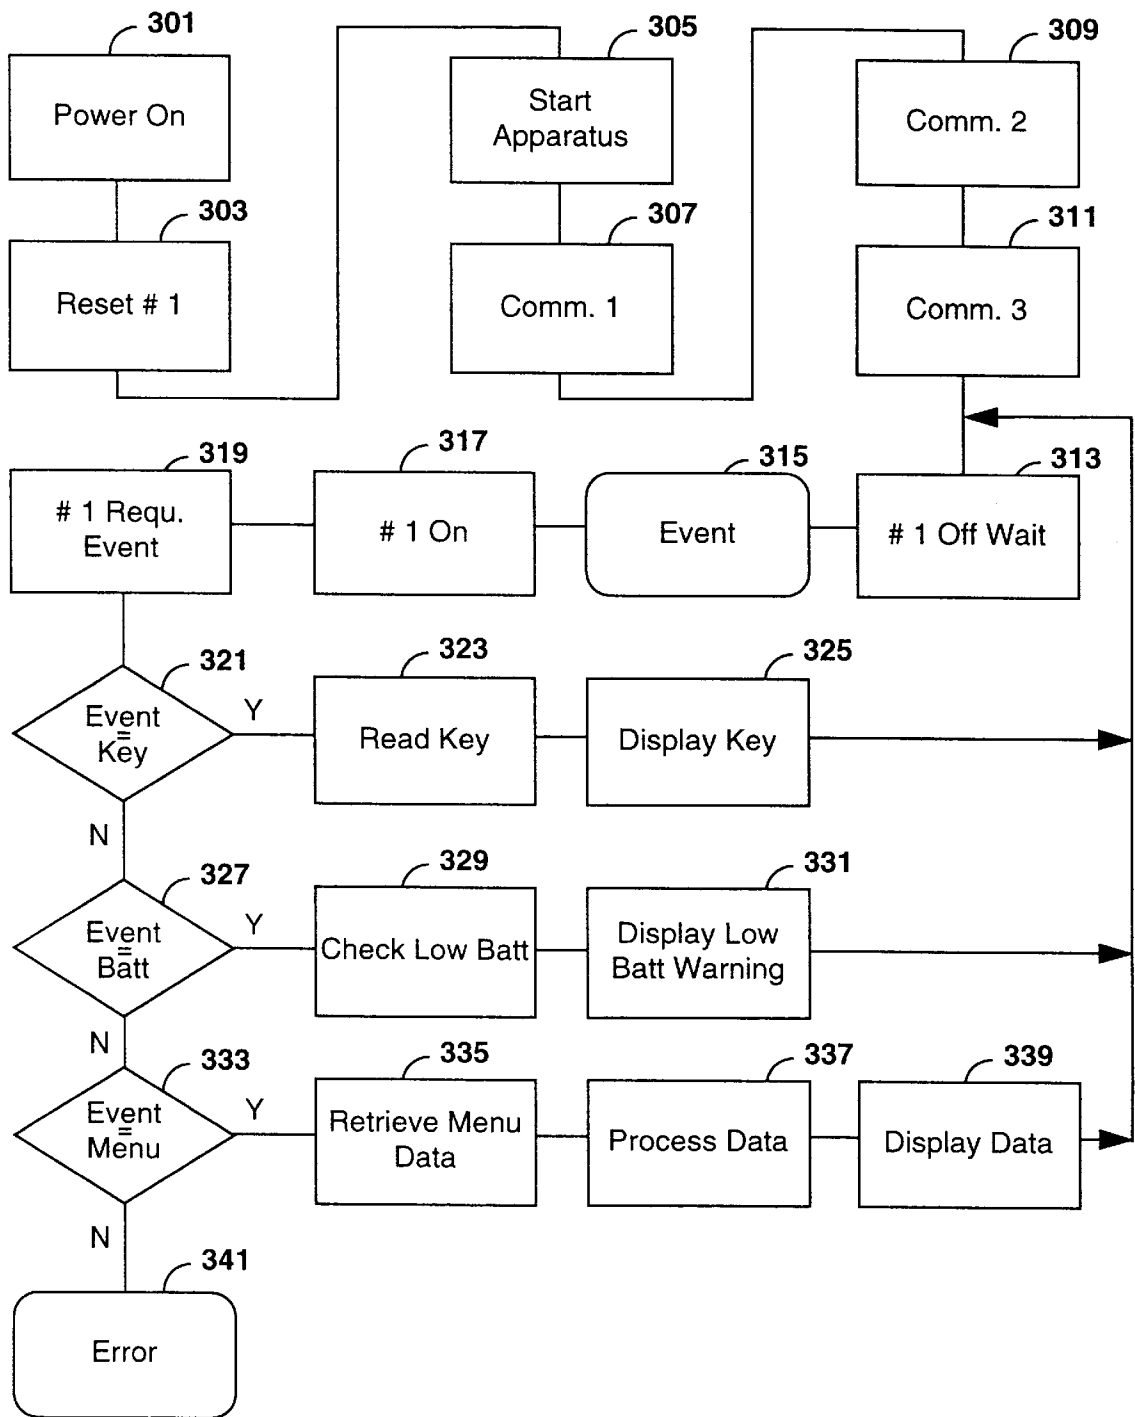 301
Power On
303
Reset # 1
305
Start
Apparatus
307
Comm. 1
309
Comm. 2
311
Comm. 3
313
# 1 Off Wait
315
Event
317
# 1 On
319
# 1 Requ.
Event
321
Event
=
Key
Y
323
Read Key
325
Display Key
N
327
Event
=
Batt
Y
329
Check Low Batt
331
Display Low
Batt Warning
N
333
Event
=
Menu
Y
335
Retrieve Menu
Data
337
Process Data
339
Display Data
N
341
Error